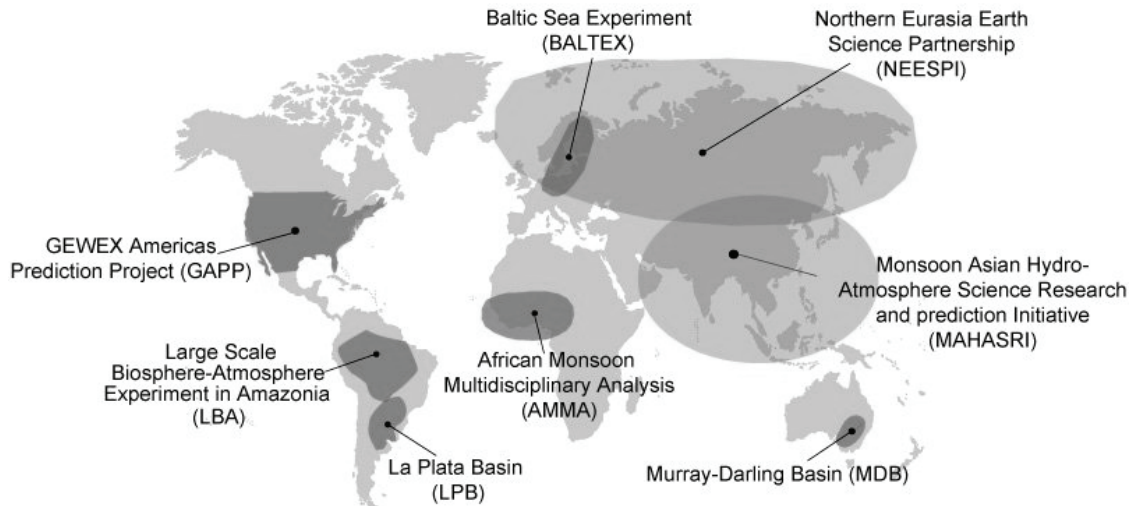 Baltic Sea Experiment
(BALTEX)
Northern Eurasia Earth
Science Partnership
(NEESPI)
GEWEX Americas
Prediction Project (GAPP)
Monsoon Asian Hydro-
Atmosphere Science Research
and prediction Initiative
(MAHASRI)
Large Scale
Biosphere-Atmosphere
Experiment in Amazonia
(LBA)
African Monsoon
Multidisciplinary Analysis
(AMMA)
La Plata Basin
(LPB)
Murray-Darling Basin (MDB)